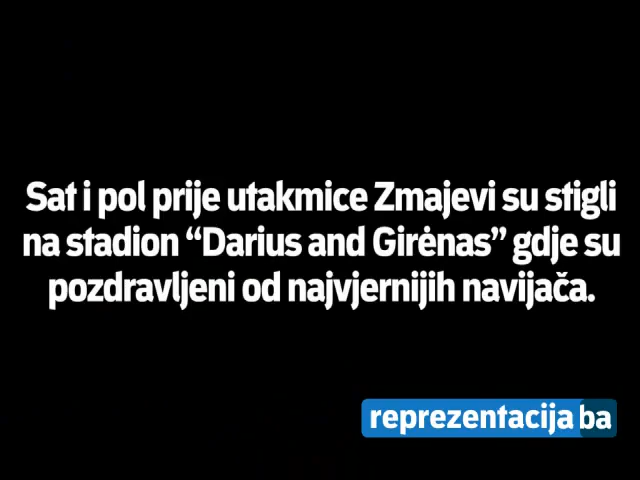 Sat i pol prije utakmice Zmajevi su stigli
na stadion “Darius and Girėnas” gdje su
pozdravljeni od najvjernijih navijača.
reprezentacija ba